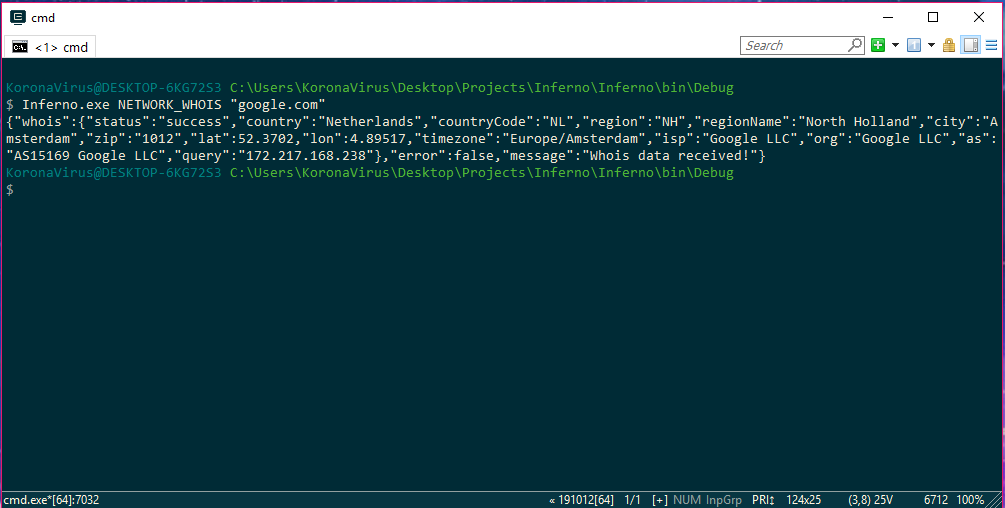 cmd
<1> cmd
Search
KoronaVirus@DESKTOP-6KG72S3 C:\Users\KoronaVirus\Desktop\Projects\Inferno\Inferno\bin\Debug
$ Inferno.exe NETWORK_WHOIS "google.com"
{"whois":{"status":"success","country":"Netherlands","countryCode":"NL","region":"NH","regionName":"North Holland","city":"A
msterdam","zip":"1012","lat":52.3702,"lon":4.89517,"timezone":"Europe/Amsterdam","isp":"Google LLC","org":"Google LLC","as":
"AS15169 Google LLC","query":"172.217.168.238"},"error":false,"message":"Whois data received!"}
KoronaVirus@DESKTOP-6KG72S3 C:\Users\KoronaVirus\Desktop\Projects\Inferno\Inferno\bin\Debug
$
cmd.exe*[64]:7032 « 191012[64] 1/1 [+] NUM InpGrp PRI↕ 124x25 (3,8) 25V 6712 100%